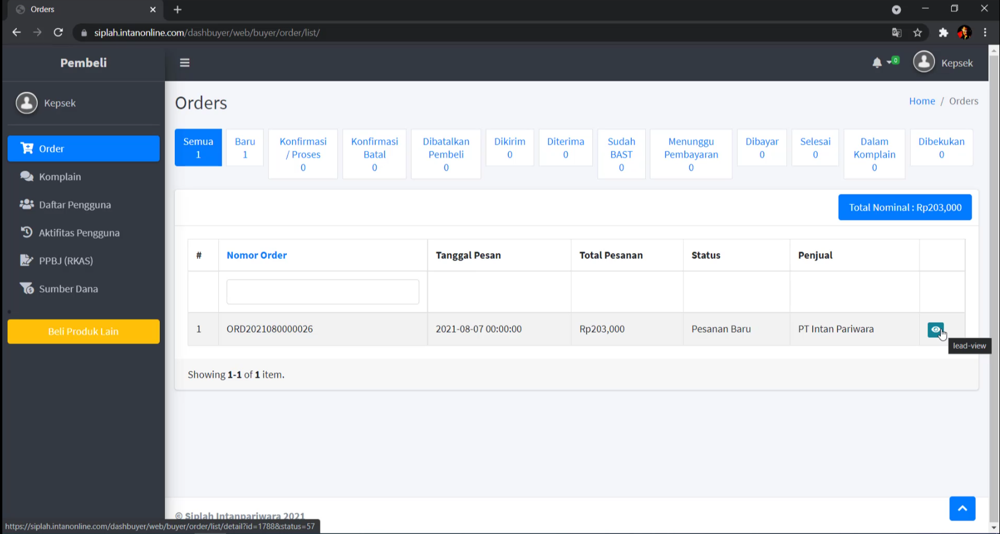 Orders
siplah.intanonline.com/dashbuyer/web/buyer/order/list/
Pembeli
0
Kepsek
Kepsek
Order
Komplain
Daftar Pengguna
Aktifitas Pengguna
PPBJ (RKAS)
Sumber Dana
Beli Produk Lain
Orders
Home / Orders
Semua
1
Baru
1
Konfirmasi
/ Proses
0
Konfirmasi
Batal
0
Dibatalkan
Pembeli
0
Dikirim
0
Diterima
0
Sudah
BAST
0
Menunggu
Pembayaran
0
Dibayar
0
Selesai
0
Dalam
Komplain
0
Dibekukan
0
Total Nominal : Rp203,000
# Nomor Order Tanggal Pesan Total Pesanan Status Penjual
1 ORD2021080000026 2021-08-07 00:00:00 Rp203,000 Pesanan Baru PT Intan Pariwara
lead-view
Showing 1-1 of 1 item.
© Siplah Intanpariwara 2021
https://siplah.intanonline.com/dashbuyer/web/buyer/order/list/detail?id=1788&status=57